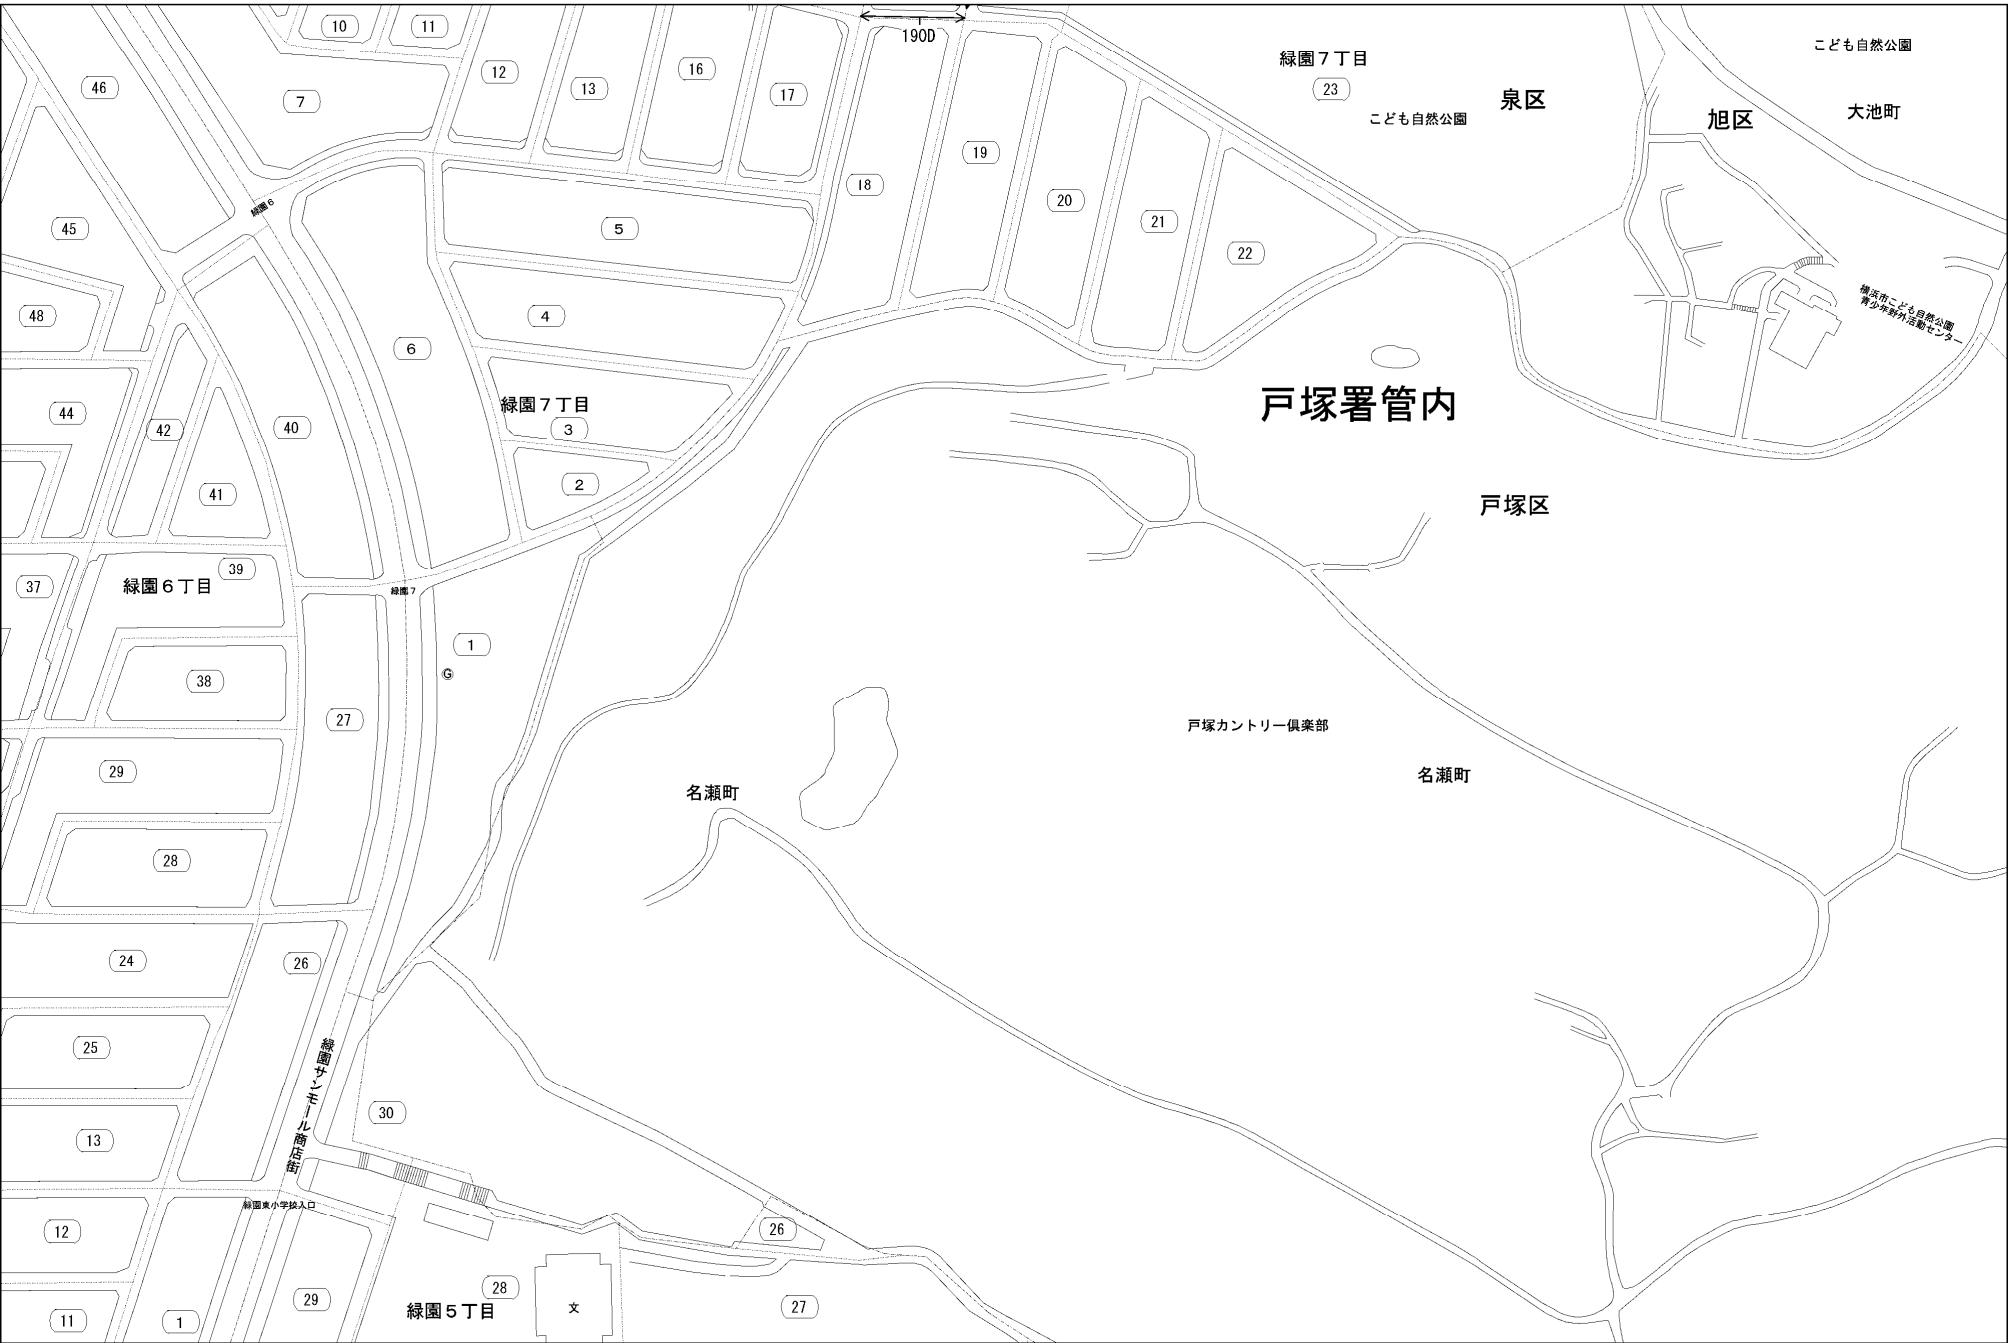 10
11
190D
こども自然公園
緑園７丁目
23
泉区
こども自然公園
旭区
大池町
46
7
12
13
16
17
18
19
20
21
22
45
緑園６
5
48
4
6
横浜市こども自然公園
青少年野外活動センター
44
42
40
緑園７丁目
3
戸塚署管内
41
2
戸塚区
37
緑園６丁目
39
緑園７
1
G
38
27
戸塚カントリー倶楽部
29
名瀬町
名瀬町
28
24
26
25
緑園サンモール商店街
30
13
緑園東小学校入口
12
26
28
29
緑園５丁目
文
27
11
1